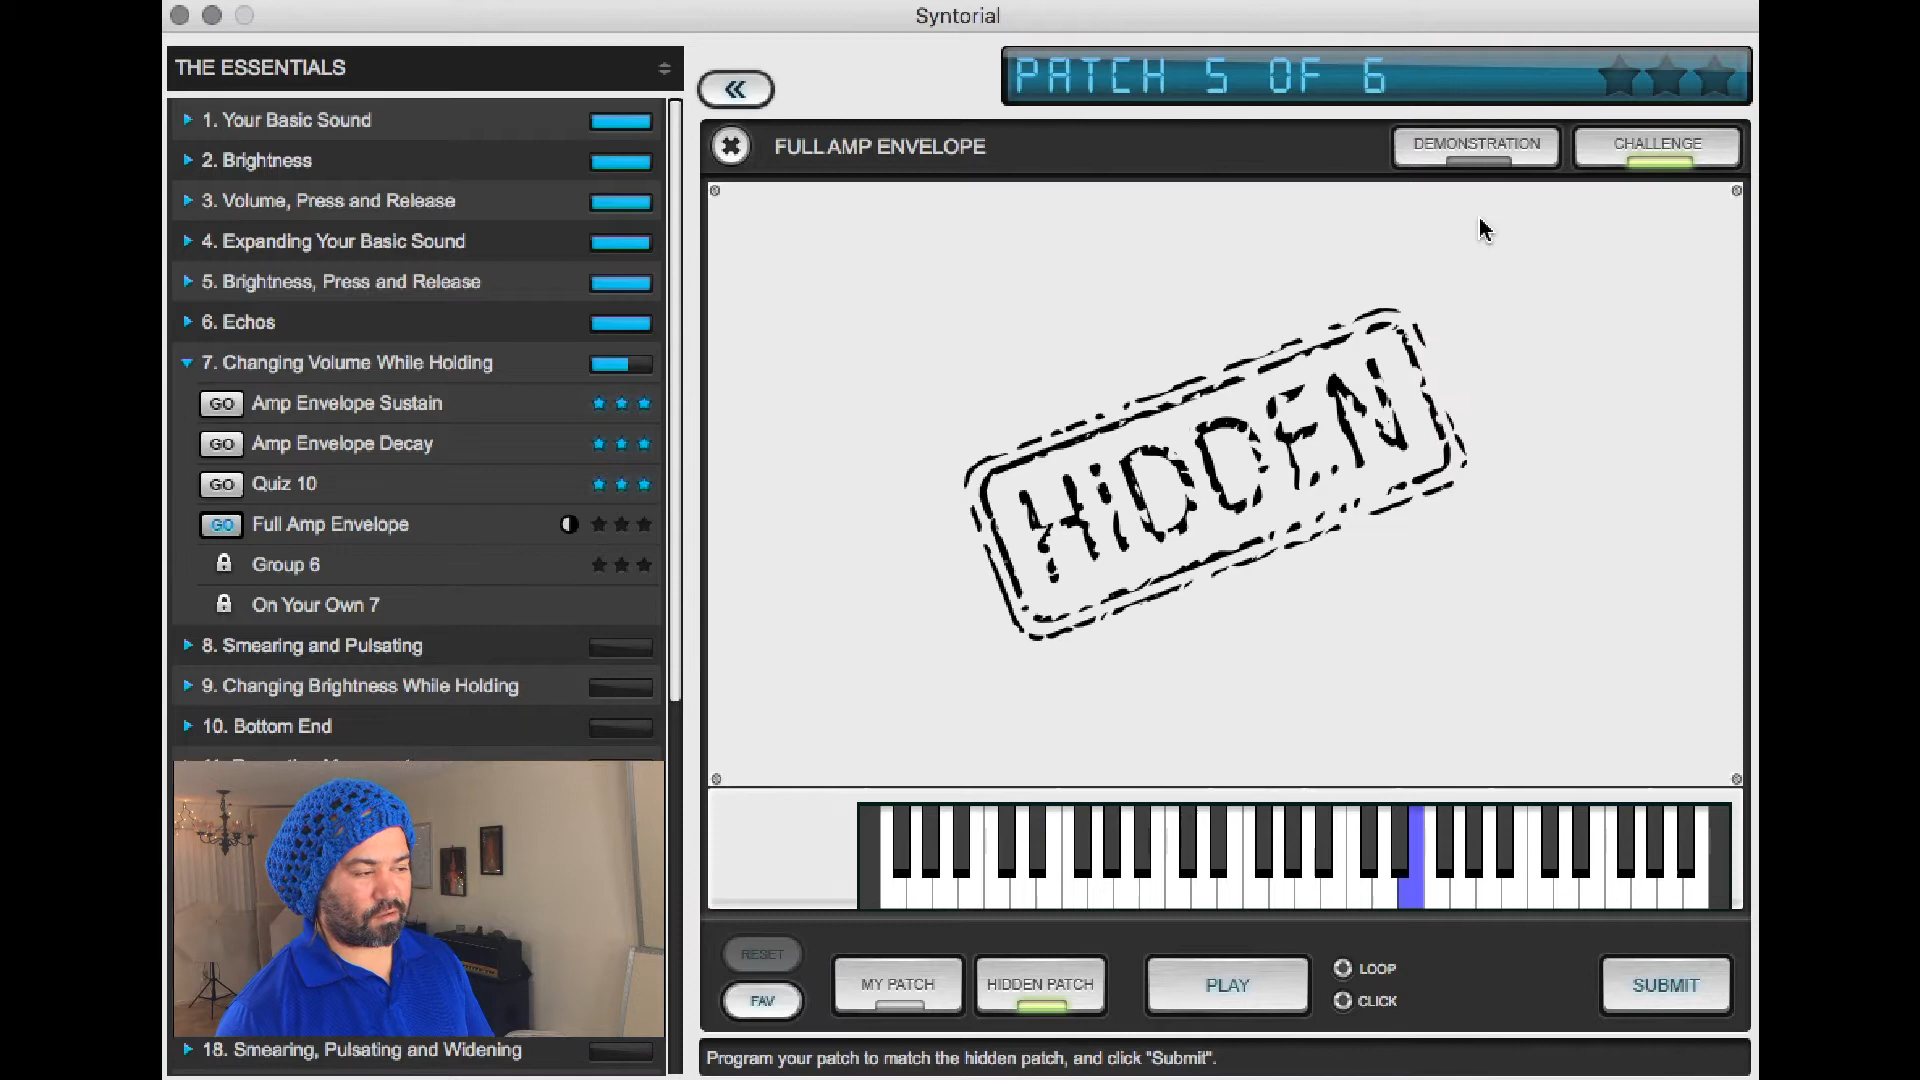 Syntorial
THE ESSENTIALS
1. Your Basic Sound
2. Brightness
3. Volume, Press and Release
4. Expanding Your Basic Sound
5. Brightness, Press and Release
6. Echos
7. Changing Volume While Holding
GO Amp Envelope Sustain
GO Amp Envelope Decay
GO Quiz 10
GO Full Amp Envelope
Group 6
On Your Own 7
8. Smearing and Pulsating
9. Changing Brightness While Holding
10. Bottom End
18. Smearing, Pulsating and Widening
PATCH 5 OF 6
FULL AMP ENVELOPE
DEMONSTRATION
CHALLENGE
HiDDEN
RESET
FAV
MY PATCH
HIDDEN PATCH
PLAY
LOOP
CLICK
SUBMIT
Program your patch to match the hidden patch, and click "Submit".